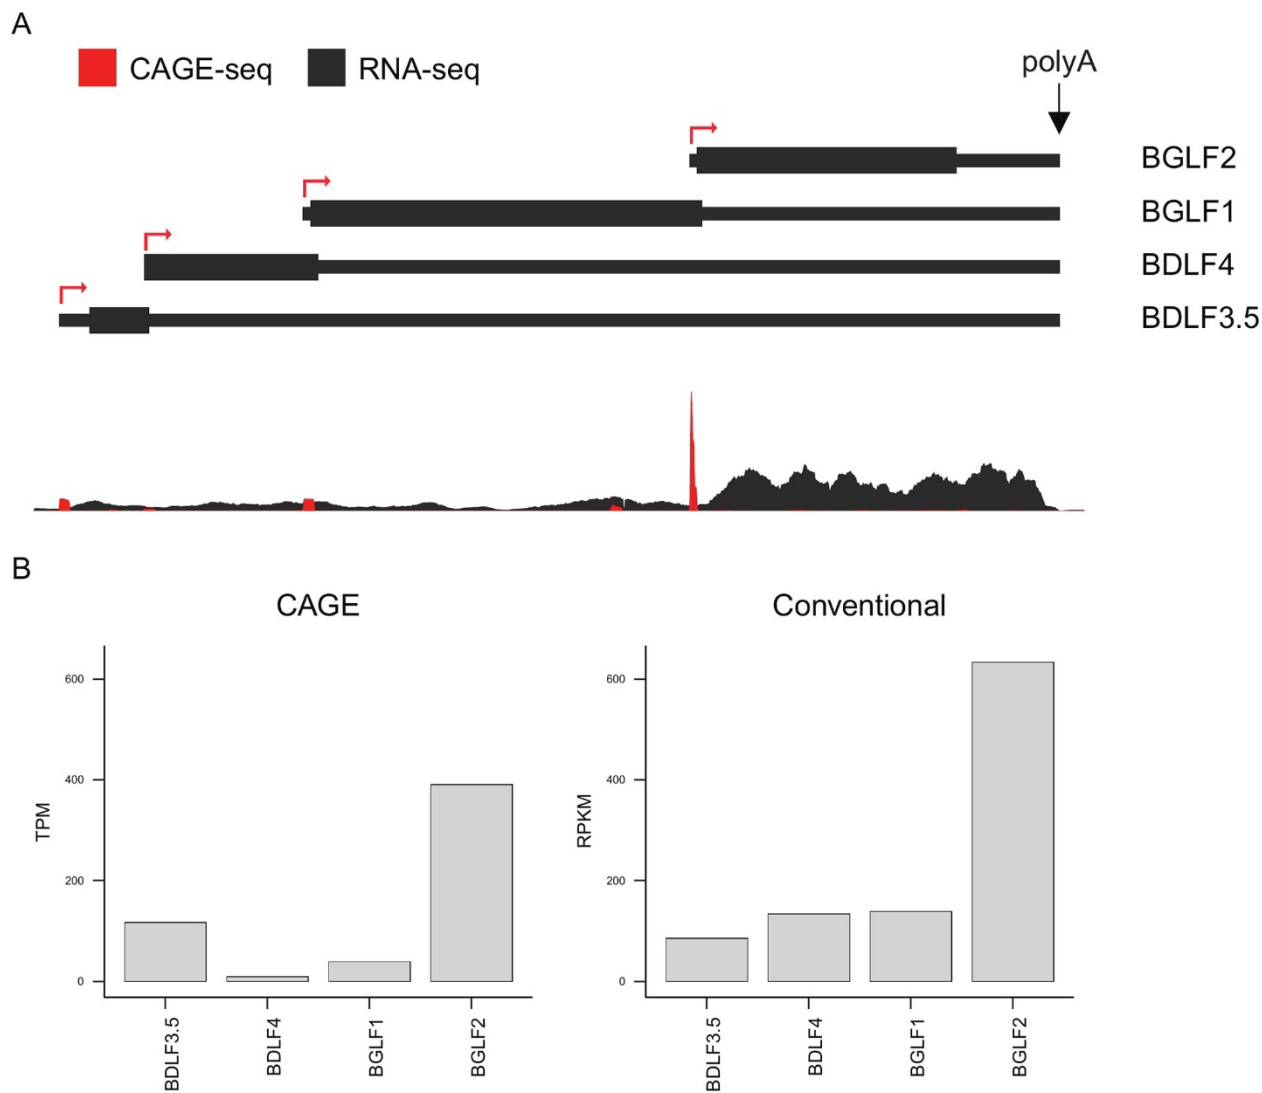 A
CAGE-seq
RNA-seq
polyA
BGLF2
BGLF1
BDLF4
BDLF3.5
B
CAGE
Conventional
TPM
600
400
200
0
BDLF3.5
BDLF4
BGLF1
BGLF2
RPKM
600
400
200
0
BDLF3.5
BDLF4
BGLF1
BGLF2